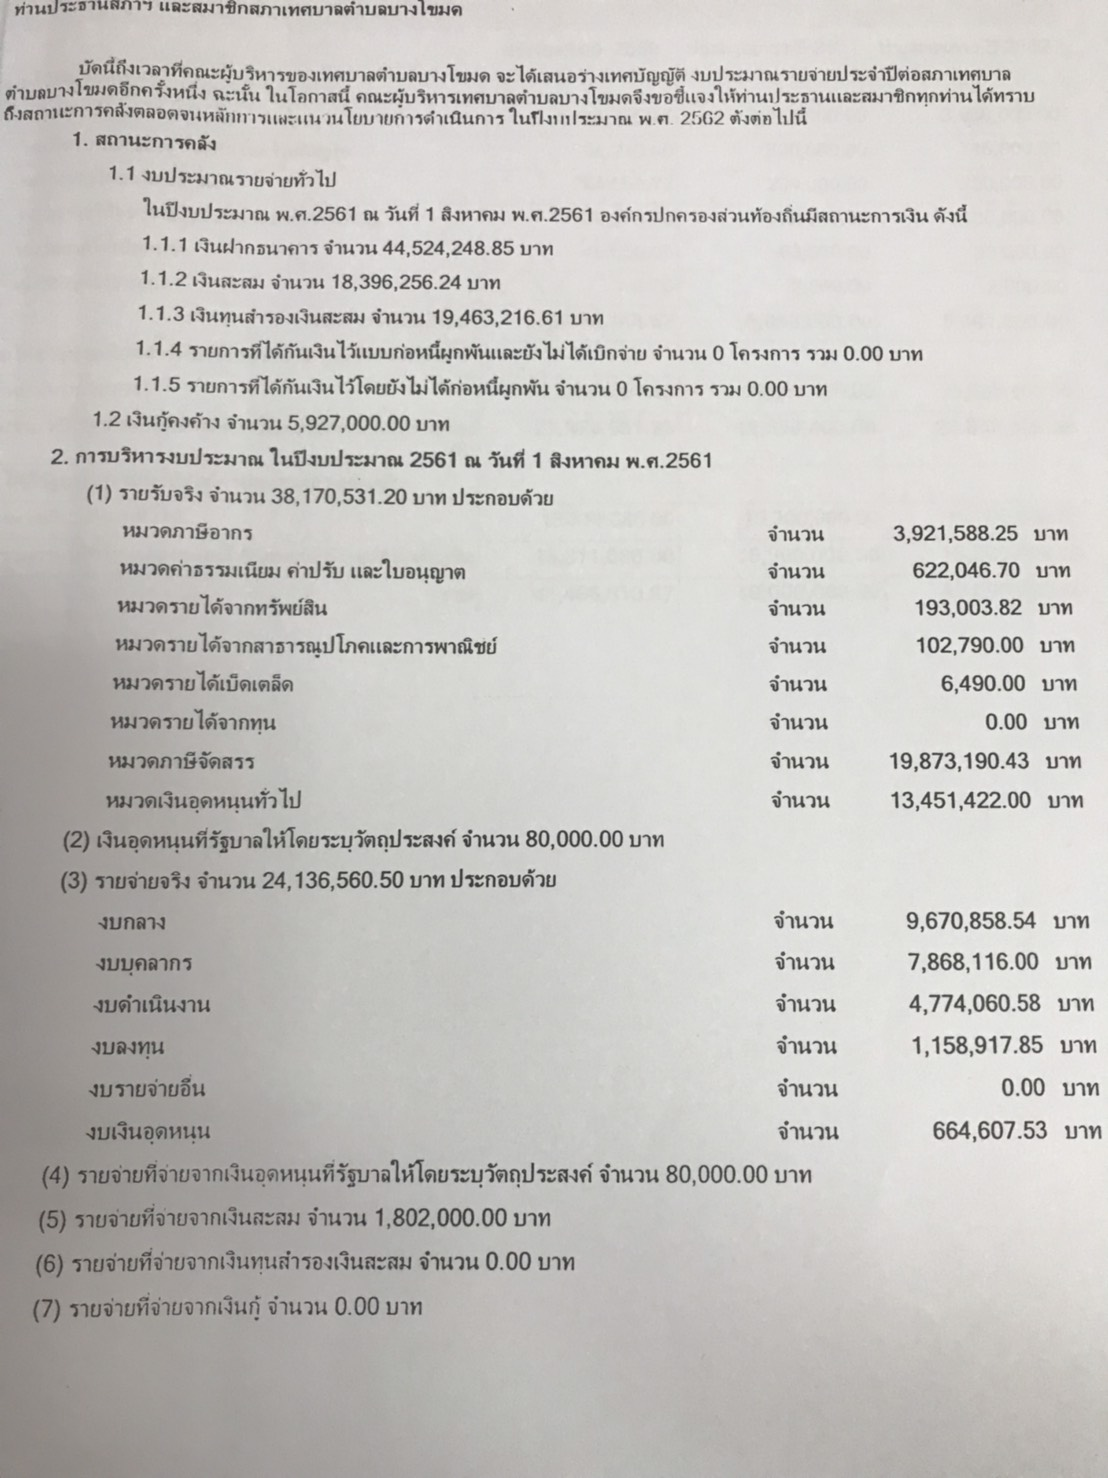 ท่านประธานสภาฯ และสมาชิกสภาเทศบาลตำบลบางโขมด
บัดนี้ถึงเวลาที่คณะผู้บริหารของเทศบาลตำบลบางโขมด จะได้เสนอร่างเทศบัญญัติ งบประมาณรายจ่ายประจำปีต่อสภาเทศบาล
ตำบลบางโขมดอีกครั้งหนึ่ง ฉะนั้น ในโอกาสนี้ คณะผู้บริหารเทศบาลตำบลบางโขมดจึงขอชี้แจงให้ท่านประธานและสมาชิกทุกท่านได้ทราบ
ถึงสถานะการคลังตลอดจนหลักการและแนวนโยบายการดำเนินการ ในปีงบประมาณ พ.ศ. 2562 ดังต่อไปนี้
1. สถานะการคลัง
1.1 งบประมาณรายจ่ายทั่วไป
ในปีงบประมาณ พ.ศ.2561 ณ วันที่ 1 สิงหาคม พ.ศ.2561 องค์กรปกครองส่วนท้องถิ่นมีสถานะการเงิน ดังนี้
1.1.1 เงินฝากธนาคาร จำนวน 44,524,248.85 บาท
1.1.2 เงินสะสม จำนวน 18,396,256.24 บาท
1.1.3 เงินทุนสำรองเงินสะสม จำนวน 19,463,216.61 บาท
1.1.4 รายการที่ได้กันเงินไว้แบบก่อหนี้ผูกพันและยังไม่ได้เบิกจ่าย จำนวน 0 โครงการ รวม 0.00 บาท
1.1.5 รายการที่ได้กันเงินไว้โดยยังไม่ได้ก่อหนี้ผูกพัน จำนวน 0 โครงการ รวม 0.00 บาท
1.2 เงินกู้คงค้าง จำนวน 5,927,000.00 บาท
2. การบริหารงบประมาณ ในปีงบประมาณ 2561 ณ วันที่ 1 สิงหาคม พ.ศ.2561
(1) รายรับจริง จำนวน 38,170,531.20 บาท ประกอบด้วย
หมวดภาษีอากร จำนวน 3,921,588.25 บาท
หมวดค่าธรรมเนียม ค่าปรับ และใบอนุญาต จำนวน 622,046.70 บาท
หมวดรายได้จากทรัพย์สิน จำนวน 193,003.82 บาท
หมวดรายได้จากสาธารณูปโภคและการพาณิชย์ จำนวน 102,790.00 บาท
หมวดรายได้เบ็ดเตล็ด จำนวน 6,490.00 บาท
หมวดรายได้จากทุน จำนวน 0.00 บาท
หมวดภาษีจัดสรร จำนวน 19,873,190.43 บาท
หมวดเงินอุดหนุนทั่วไป จำนวน 13,451,422.00 บาท
(2) เงินอุดหนุนที่รัฐบาลให้โดยระบุวัตถุประสงค์ จำนวน 80,000.00 บาท
(3) รายจ่ายจริง จำนวน 24,136,560.50 บาท ประกอบด้วย
งบกลาง จำนวน 9,670,858.54 บาท
งบบุคลากร จำนวน 7,868,116.00 บาท
งบดำเนินงาน จำนวน 4,774,060.58 บาท
งบลงทุน จำนวน 1,158,917.85 บาท
งบรายจ่ายอื่น จำนวน 0.00 บาท
งบเงินอุดหนุน จำนวน 664,607.53 บาท
(4) รายจ่ายที่จ่ายจากเงินอุดหนุนที่รัฐบาลให้โดยระบุวัตถุประสงค์ จำนวน 80,000.00 บาท
(5) รายจ่ายที่จ่ายจากเงินสะสม จำนวน 1,802,000.00 บาท
(6) รายจ่ายที่จ่ายจากเงินทุนสำรองเงินสะสม จำนวน 0.00 บาท
(7) รายจ่ายที่จ่ายจากเงินกู้ จำนวน 0.00 บาท